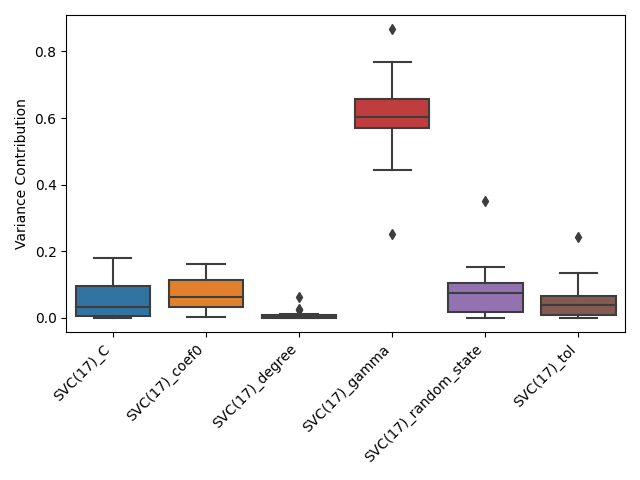 Variance Contribution
0.8
0.6
0.4
0.2
0.0
SVC(17)_C
SVC(17)_coef0
SVC(17)_degree
SVC(17)_gamma
SVC(17)_random_state
SVC(17)_tol